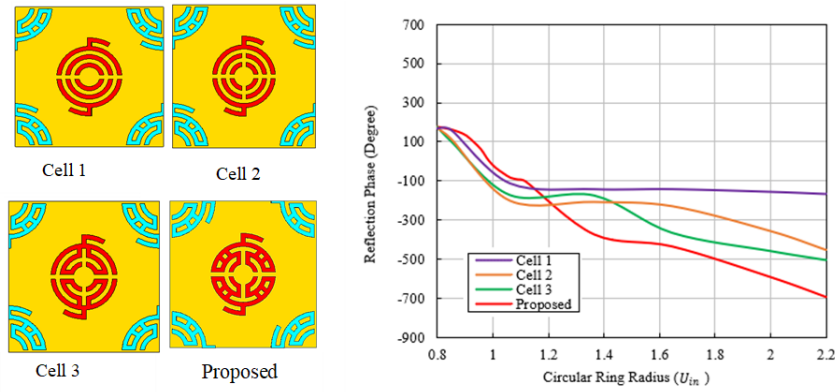 Cell 1
Cell 2
Cell 3
Proposed
Reflection Phase (Degree)
700
500
300
100
-100
-300
-500
-700
-900
Cell 1
Cell 2
Cell 3
Proposed
0.8 1 1.2 1.4 1.6 1.8 2 2.2
Circular Ring Radius (U_in )